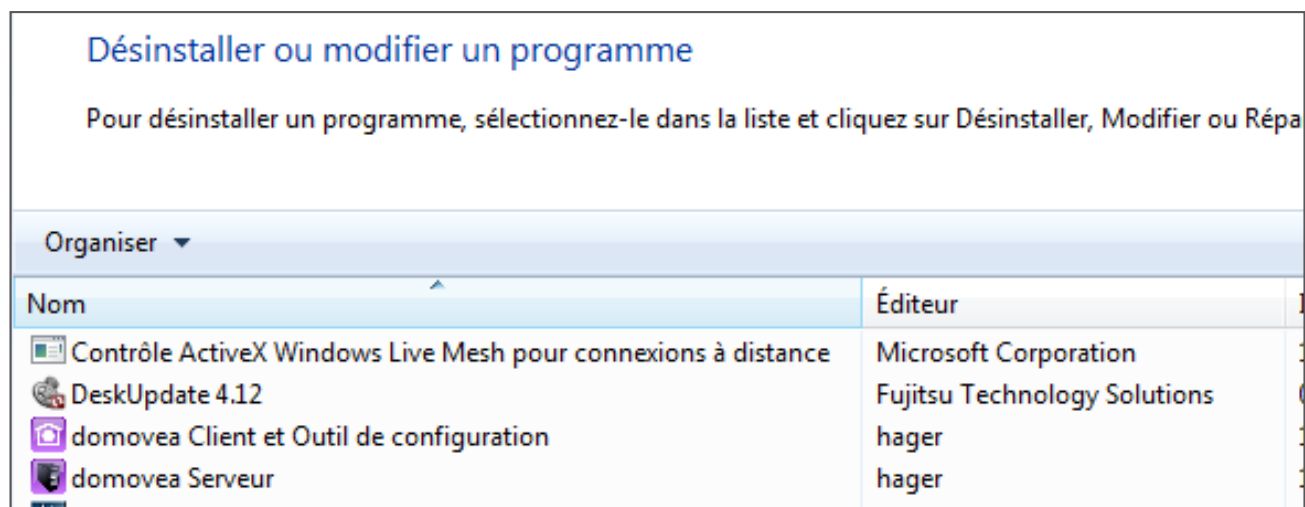 Désinstaller ou modifier un programme
Pour désinstaller un programme, sélectionnez-le dans la liste et cliquez sur Désinstaller, Modifier ou Répa
Organiser
Nom Éditeur
Contrôle ActiveX Windows Live Mesh pour connexions à distance Microsoft Corporation
DeskUpdate 4.12 Fujitsu Technology Solutions
domovea Client et Outil de configuration hager
domovea Serveur hager